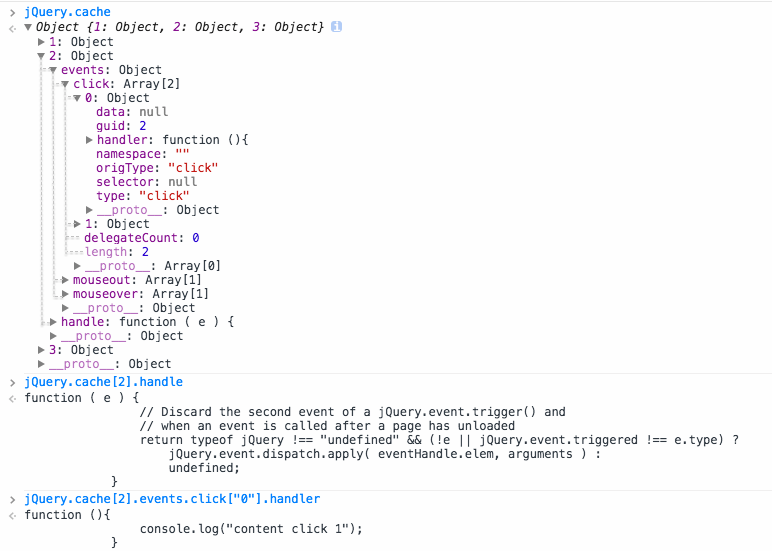 jQuery.cache
Object {1: Object, 2: Object, 3: Object} i
1: Object
2: Object
events: Object
click: Array[2]
0: Object
data: null
guid: 2
handler: function (){
namespace: ""
origType: "click"
selector: null
type: "click"
__proto__: Object
1: Object
delegateCount: 0
length: 2
__proto__: Array[0]
mouseout: Array[1]
mouseover: Array[1]
__proto__: Object
handle: function ( e ) {
__proto__: Object
3: Object
__proto__: Object
jQuery.cache[2].handle
function ( e ) {
// Discard the second event of a jQuery.event.trigger() and
// when an event is called after a page has unloaded
return typeof jQuery !== "undefined" && (!e || jQuery.event.triggered !== e.type) ?
jQuery.event.dispatch.apply( eventHandle.elem, arguments ) :
undefined;
}
jQuery.cache[2].events.click["0"].handler
function (){
console.log("content click 1");
}